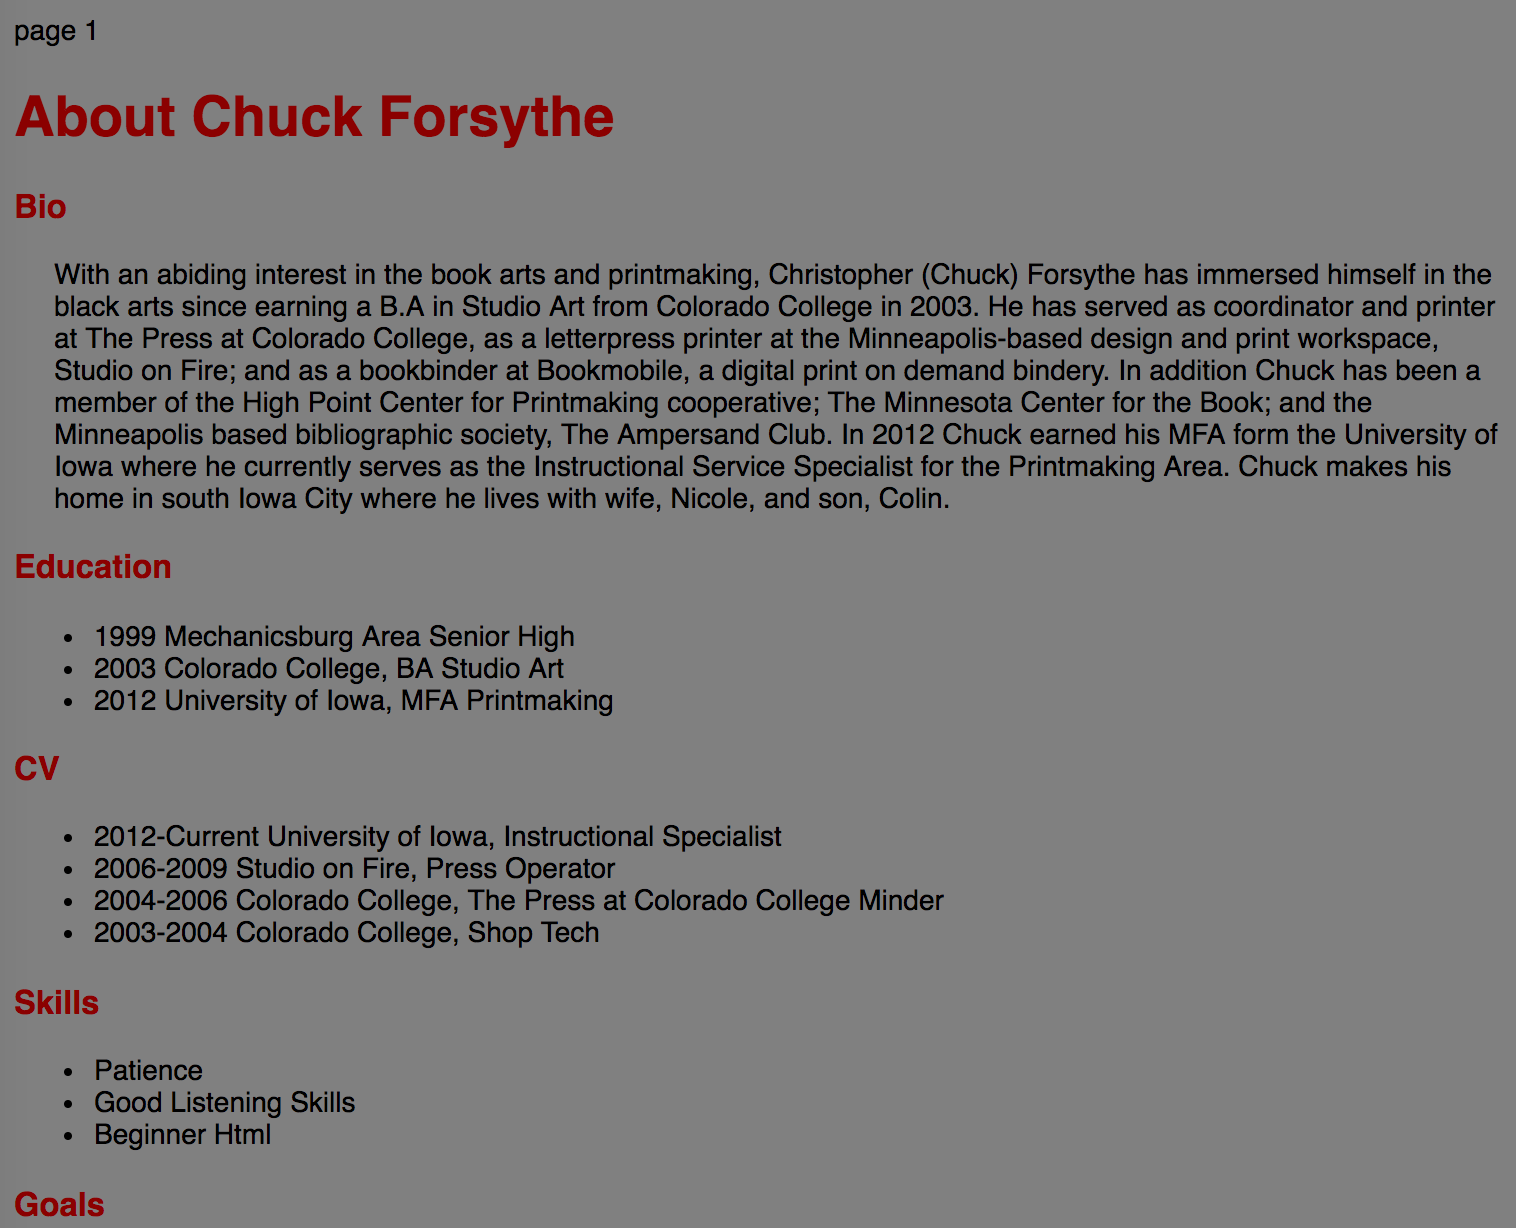 page 1
About Chuck Forsythe
Bio
With an abiding interest in the book arts and printmaking, Christopher (Chuck) Forsythe has immersed himself in the
black arts since earning a B.A in Studio Art from Colorado College in 2003. He has served as coordinator and printer
at The Press at Colorado College, as a letterpress printer at the Minneapolis-based design and print workspace,
Studio on Fire; and as a bookbinder at Bookmobile, a digital print on demand bindery. In addition Chuck has been a
member of the High Point Center for Printmaking cooperative; The Minnesota Center for the Book; and the
Minneapolis based bibliographic society, The Ampersand Club. In 2012 Chuck earned his MFA form the University of
Iowa where he currently serves as the Instructional Service Specialist for the Printmaking Area. Chuck makes his
home in south Iowa City where he lives with wife, Nicole, and son, Colin.
Education
• 1999 Mechanicsburg Area Senior High
• 2003 Colorado College, BA Studio Art
• 2012 University of Iowa, MFA Printmaking
CV
• 2012-Current University of Iowa, Instructional Specialist
• 2006-2009 Studio on Fire, Press Operator
• 2004-2006 Colorado College, The Press at Colorado College Minder
• 2003-2004 Colorado College, Shop Tech
Skills
• Patience
• Good Listening Skills
• Beginner Html
Goals